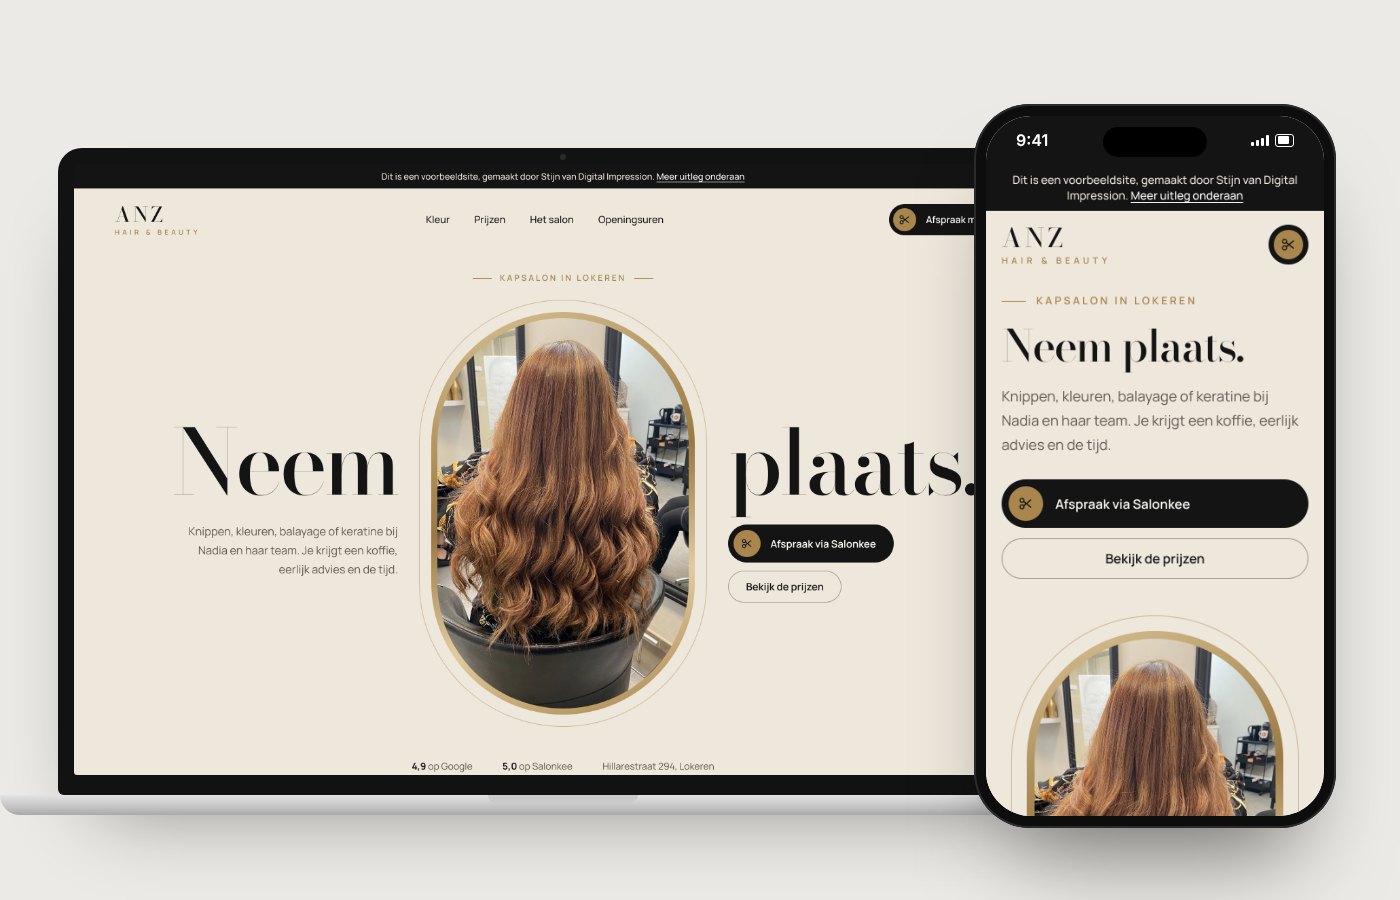 Dit is een voorbeeldsite, gemaakt door Stijn van Digital Impression. Meer uitleg onderaan
ANZ
HAIR & BEAUTY
Kleur
Prijzen
Het salon
Openingsuren
Afspraak
KAPSALON IN LOKEREN
Neem
plaats.
Knippen, kleuren, balayage of keratine bij
Nadia en haar team. Je krijgt een koffie,
eerlijk advies en de tijd.
Afspraak via Salonkee
Bekijk de prijzen
4,9 op Google
5,0 op Salonkee
Hillarestraat 294, Lokeren
9:41
Dit is een voorbeeldsite, gemaakt door Stijn van Digital
Impression. Meer uitleg onderaan
ANZ
HAIR & BEAUTY
KAPSALON IN LOKEREN
Neem plaats.
Knippen, kleuren, balayage of keratine bij
Nadia en haar team. Je krijgt een koffie, eerlijk
advies en de tijd.
Afspraak via Salonkee
Bekijk de prijzen